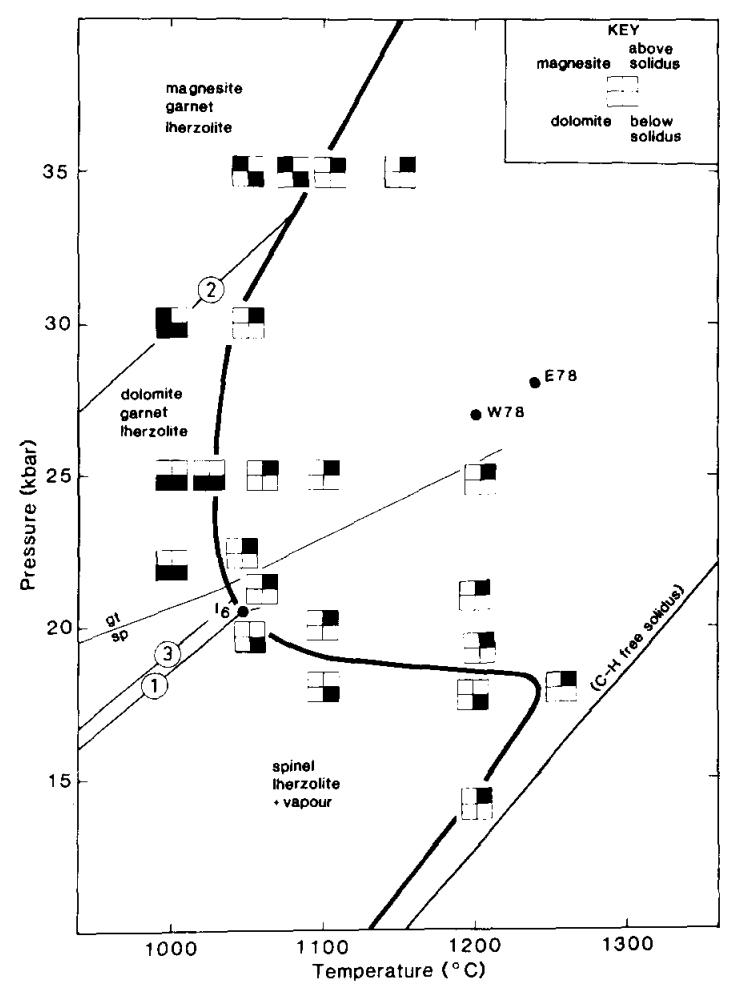 KEY
above
magnesite solidus
dolomite below
solidus
magnesite
garnet
lherzolite
35
2
30
dolomite
garnet
lherzolite
E78
W78
25
Pressure (kbar)
I6
gt
sp
20
3
1
(C-H free solidus)
15
spinel
lherzolite
+ vapour
1000
1100
1200
1300
Temperature (°C)